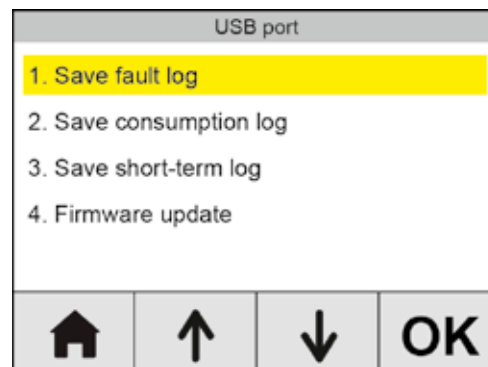 USB port
1. Save fault log
2. Save consumption log
3. Save short-term log
4. Firmware update
OK